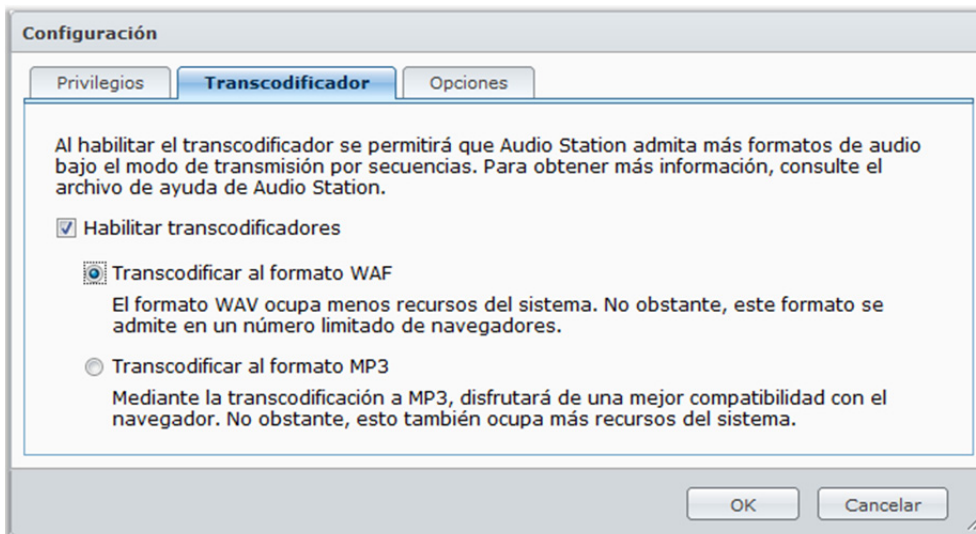 Configuración
Privilegios
Transcodificador
Opciones
Al habilitar el transcodificador se permitirá que Audio Station admita más formatos de audio
bajo el modo de transmisión por secuencias. Para obtener más información, consulte el
archivo de ayuda de Audio Station.
Habilitar transcodificadores
Transcodificar al formato WAF
El formato WAV ocupa menos recursos del sistema. No obstante, este formato se
admite en un número limitado de navegadores.
Transcodificar al formato MP3
Mediante la transcodificación a MP3, disfrutará de una mejor compatibilidad con el
navegador. No obstante, esto también ocupa más recursos del sistema.
OK
Cancelar